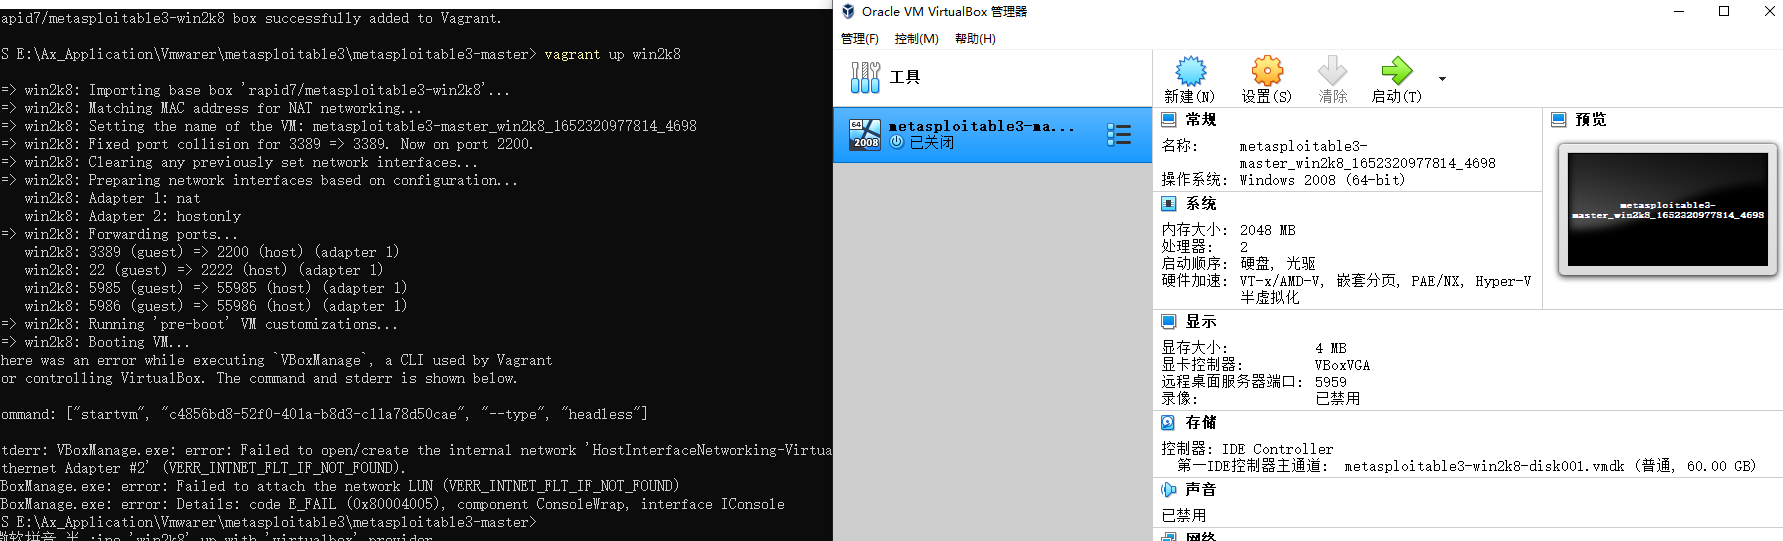 apid7/metasploitable3-win2k8 box successfully added to Vagrant.
S E:\Ax_Application\Vmwarer\metasploitable3\metasploitable3-master> vagrant up win2k8
=> win2k8: Importing base box 'rapid7/metasploitable3-win2k8'...
=> win2k8: Matching MAC address for NAT networking...
=> win2k8: Setting the name of the VM: metasploitable3-master_win2k8_1652320977814_4698
=> win2k8: Fixed port collision for 3389 => 3389. Now on port 2200.
=> win2k8: Clearing any previously set network interfaces...
=> win2k8: Preparing network interfaces based on configuration...
win2k8: Adapter 1: nat
win2k8: Adapter 2: hostonly
=> win2k8: Forwarding ports...
win2k8: 3389 (guest) => 2200 (host) (adapter 1)
win2k8: 22 (guest) => 2222 (host) (adapter 1)
win2k8: 5985 (guest) => 55985 (host) (adapter 1)
win2k8: 5986 (guest) => 55986 (host) (adapter 1)
=> win2k8: Running 'pre-boot' VM customizations...
=> win2k8: Booting VM...
here was an error while executing `VBoxManage`, a CLI used by Vagrant
or controlling VirtualBox. The command and stderr is shown below.
ommand: ["startvm", "c4856bd8-52f0-401a-b8d3-c11a78d50cae", "--type", "headless"]
tderr: VBoxManage.exe: error: Failed to open/create the internal network 'HostInterfaceNetworking-Virtua
thernet Adapter #2' (VERR_INTNET_FLT_IF_NOT_FOUND).
BoxManage.exe: error: Failed to attach the network LUN (VERR_INTNET_FLT_IF_NOT_FOUND)
BoxManage.exe: error: Details: code E_FAIL (0x80004005), component ConsoleWrap, interface IConsole
S E:\Ax_Application\Vmwarer\metasploitable3\metasploitable3-master>
微软拼音 半 :ing 'win2k8' up with 'virtualbox' provider
Oracle VM VirtualBox 管理器
管理(F) 控制(M) 帮助(H)
工具
64
2008
metasploitable3-ma...
已关闭
新建(N) 设置(S) 清除 启动(T)
常规
名称: metasploitable3-
master_win2k8_1652320977814_4698
操作系统: Windows 2008 (64-bit)
系统
内存大小: 2048 MB
处理器: 2
启动顺序: 硬盘, 光驱
硬件加速: VT-x/AMD-V, 嵌套分页, PAE/NX, Hyper-V
半虚拟化
预览
metasploitable3-
master_win2k8_1652320977814_4698
显示
显存大小: 4 MB
显卡控制器: VBoxVGA
远程桌面服务器端口: 5959
录像: 已禁用
存储
控制器: IDE Controller
第一IDE控制器主通道: metasploitable3-win2k8-disk001.vmdk (普通, 60.00 GB)
声音
已禁用
网络